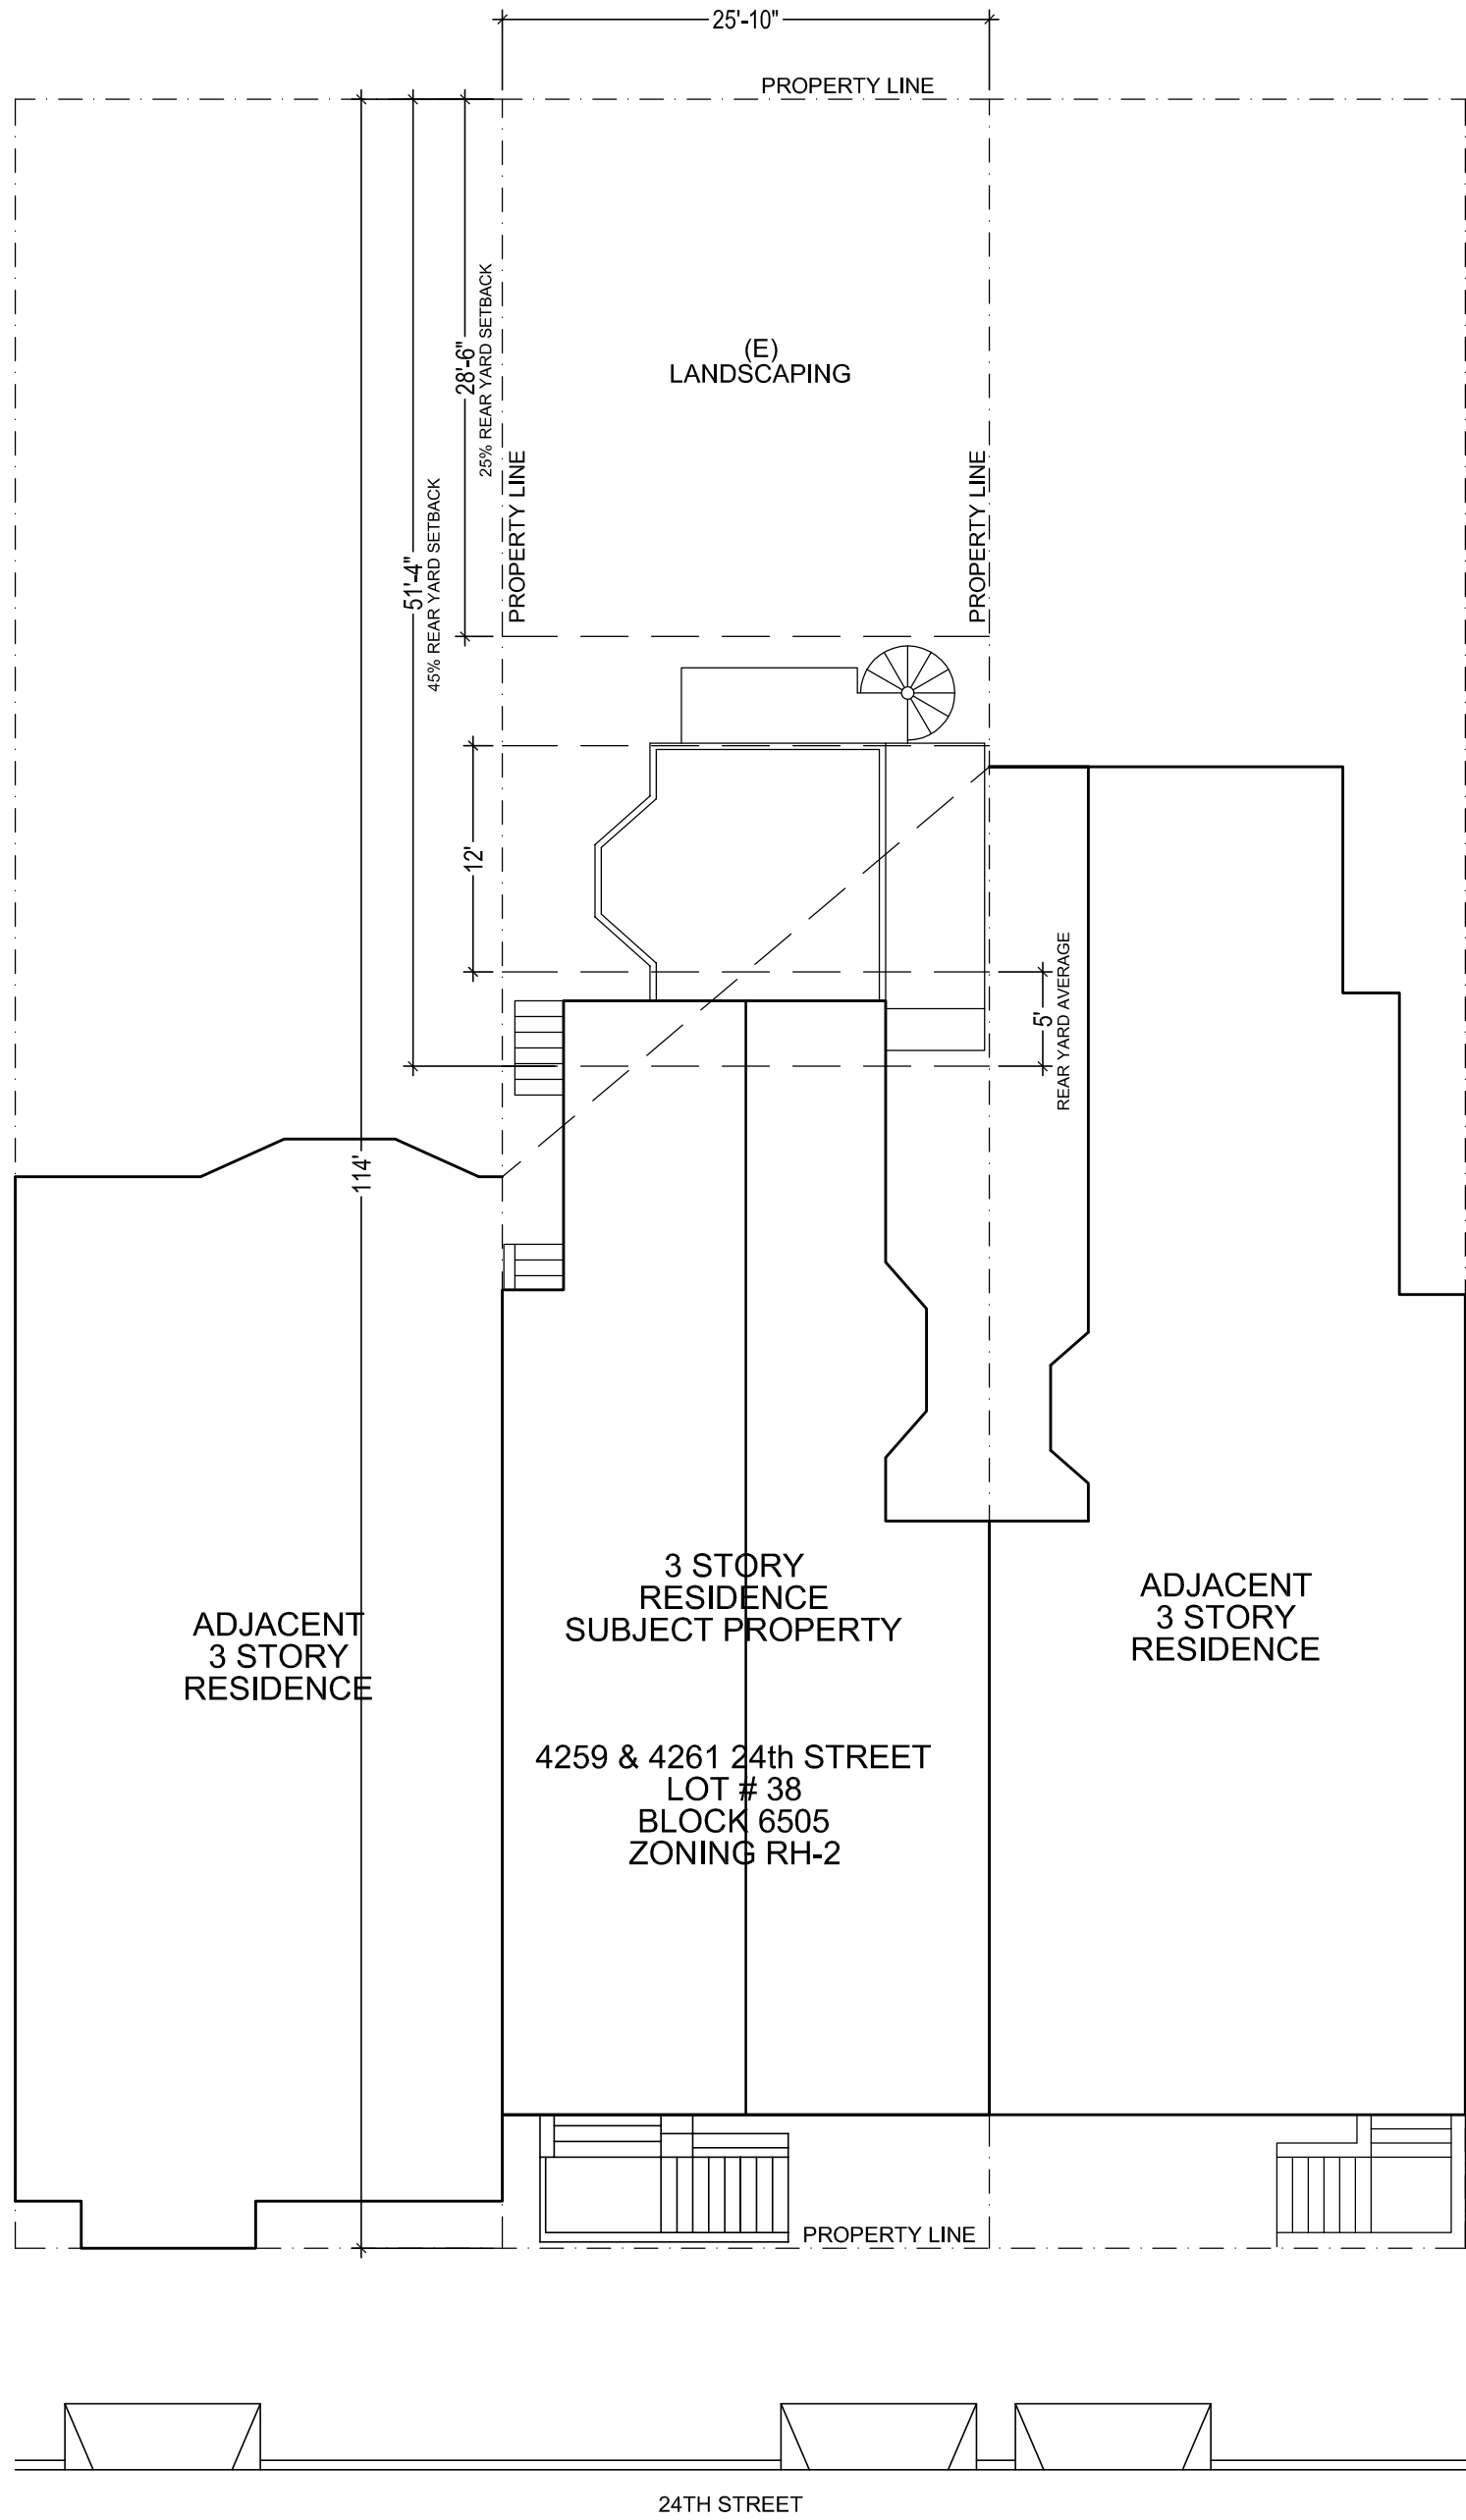 25'-10"
PROPERTY LINE
28'-6"
25% REAR YARD SETBACK
51'-4"
45% REAR YARD SETBACK
(E)
LANDSCAPING
PROPERTY LINE
PROPERTY LINE
12'
5'
REAR YARD AVERAGE
114'
ADJACENT
3 STORY
RESIDENCE
3 STORY
RESIDENCE
SUBJECT PROPERTY
4259 & 4261 24th STREET
LOT # 38
BLOCK 6505
ZONING RH-2
ADJACENT
3 STORY
RESIDENCE
PROPERTY LINE
24TH STREET